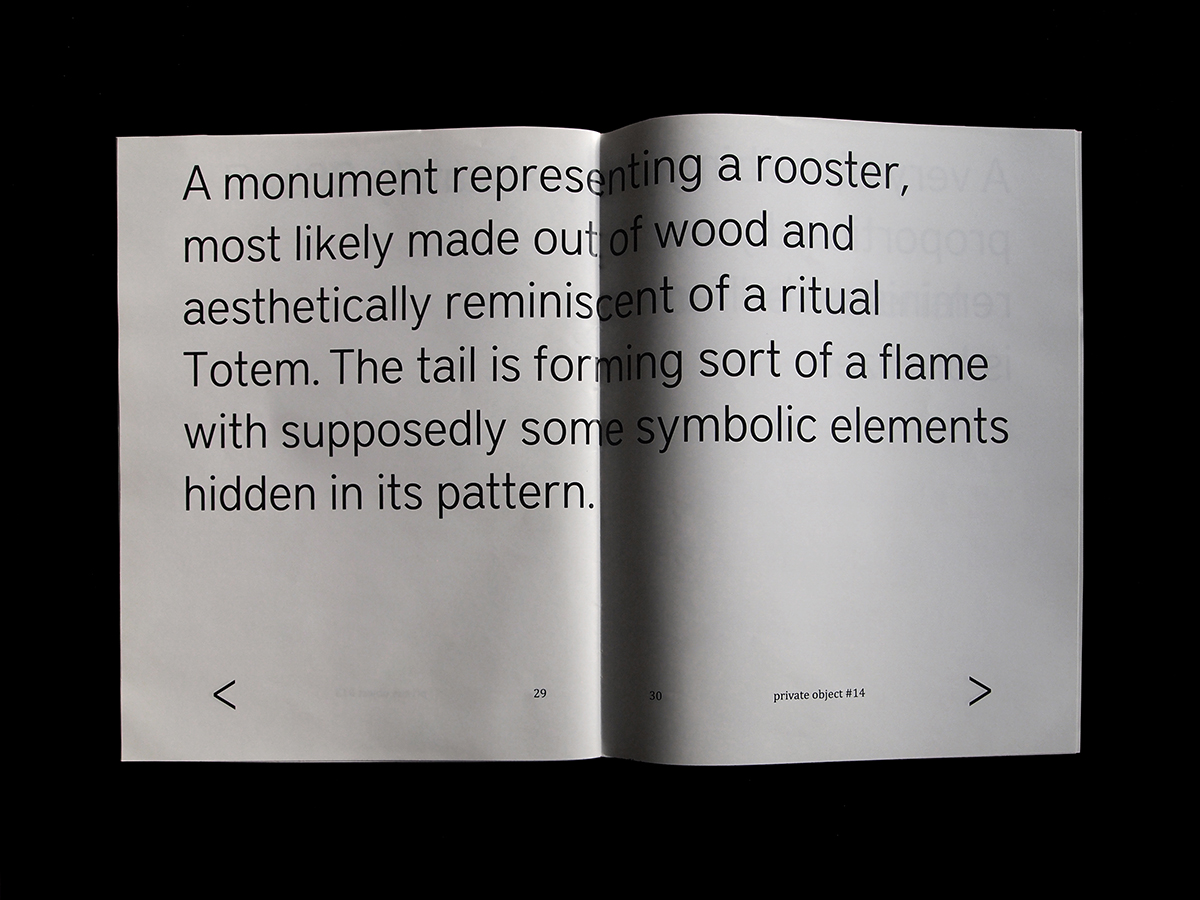 A monument representing a rooster,
most likely made out of wood and
aesthetically reminiscent of a ritual
Totem. The tail is forming sort of a flame
with supposedly some symbolic elements
hidden in its pattern.
< 29 30 private object #14 >